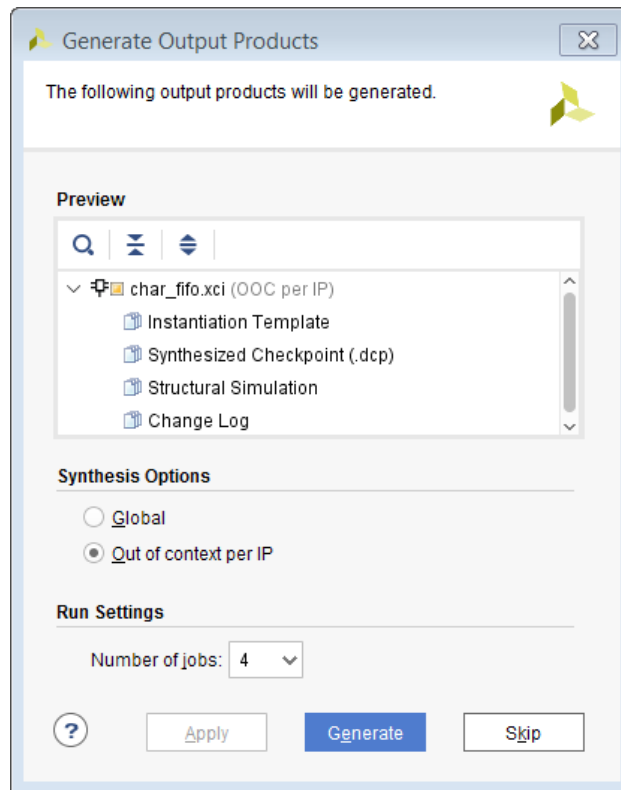 Generate Output Products
The following output products will be generated.
Preview
char_fifo.xci (OOC per IP)
Instantiation Template
Synthesized Checkpoint (.dcp)
Structural Simulation
Change Log
Synthesis Options
Global
Out of context per IP
Run Settings
Number of jobs: 4
? Apply Generate Skip